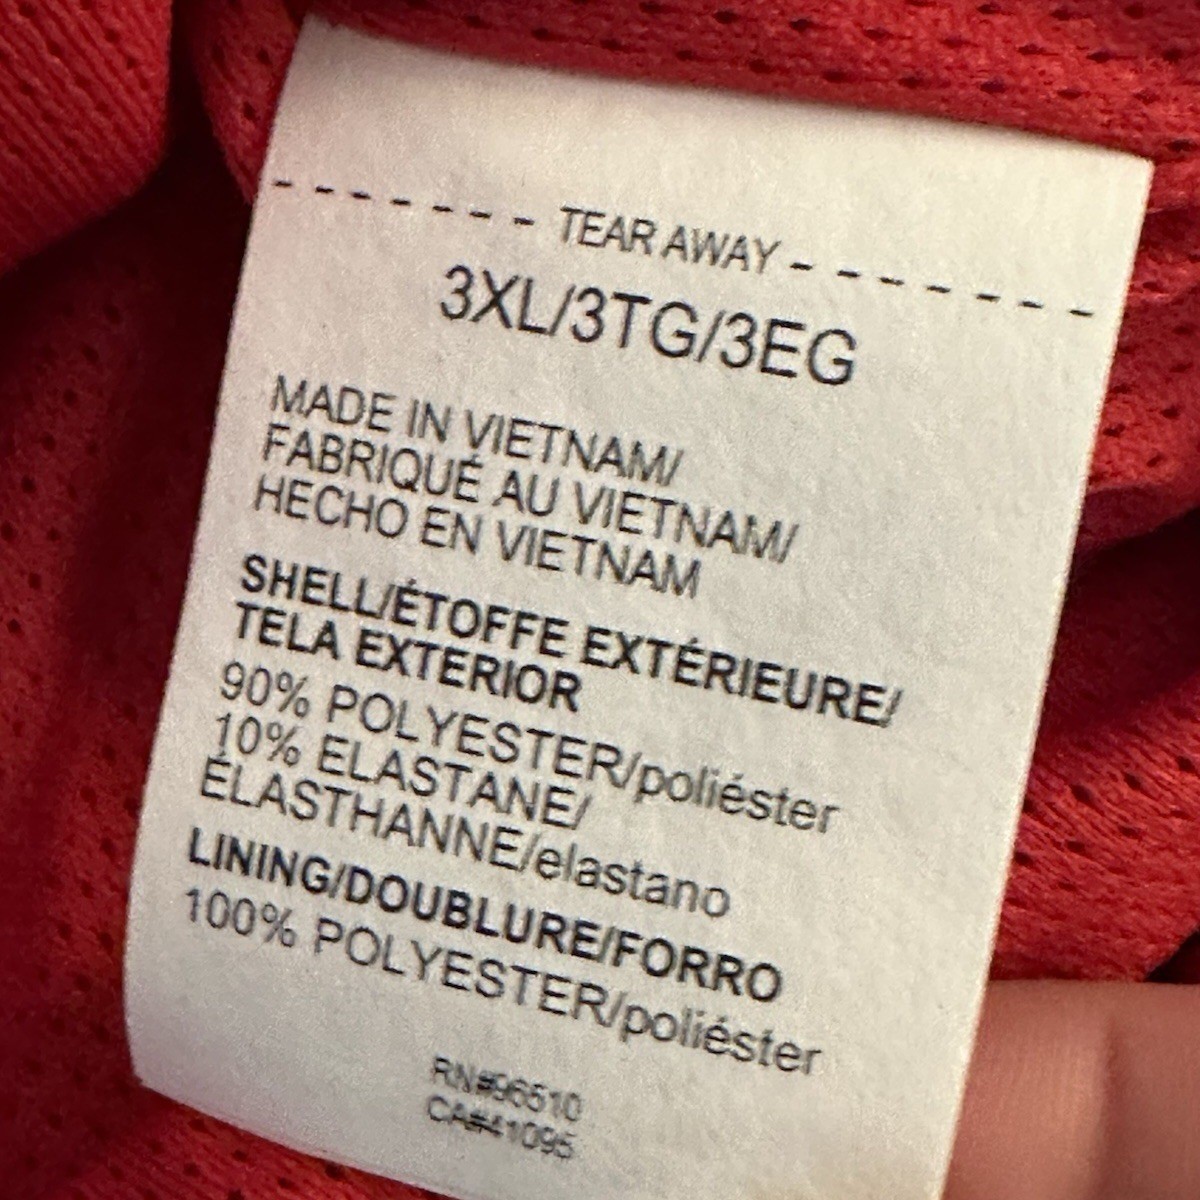 - - - - - - - TEAR AWAY - - - - - - -
3XL/3TG/3EG
MADE IN VIETNAM/
FABRIQUÉ AU VIETNAM/
HECHO EN VIETNAM
SHELL/ÉTOFFE EXTÉRIEURE/
TELA EXTERIOR
90% POLYESTER/poliéster
10% ELASTANE/
ÉLASTHANNE/elastano
LINING/DOUBLURE/FORRO
100% POLYESTER/poliéster
RN#96510
CA#41095